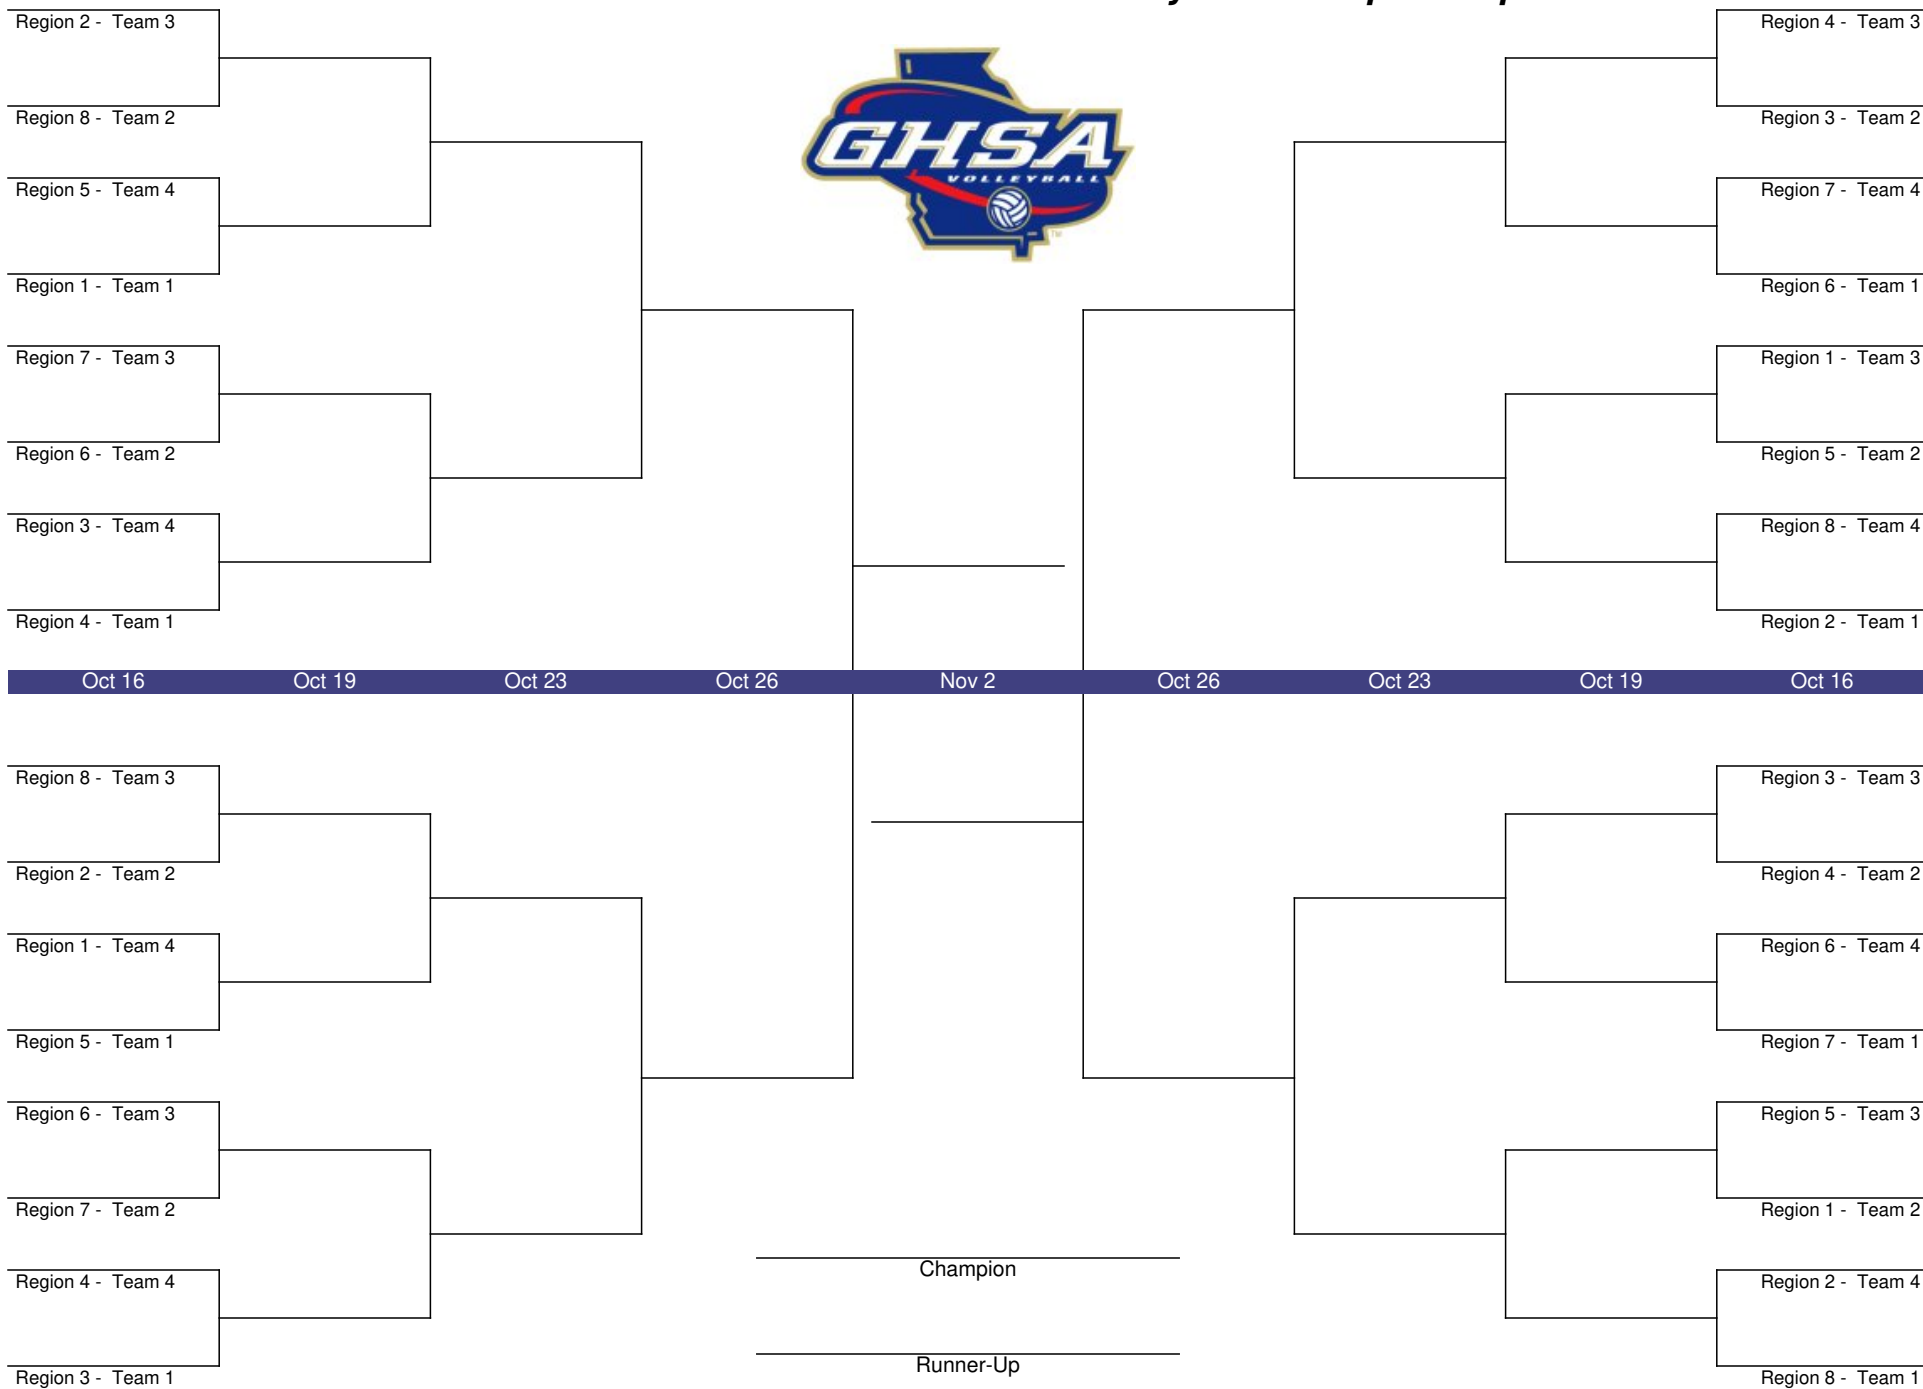 Region 2 - Team 3
Region 4 - Team 3
Region 8 - Team 2
Region 3 - Team 2
GHSA
VOLLEYBALL
TM
Region 5 - Team 4
Region 7 - Team 4
Region 1 - Team 1
Region 6 - Team 1
Region 7 - Team 3
Region 1 - Team 3
Region 6 - Team 2
Region 5 - Team 2
Region 3 - Team 4
Region 8 - Team 4
Region 4 - Team 1
Region 2 - Team 1
Oct 16 Oct 19 Oct 23 Oct 26 Nov 2 Oct 26 Oct 23 Oct 19 Oct 16
Region 8 - Team 3
Region 3 - Team 3
Region 2 - Team 2
Region 4 - Team 2
Region 1 - Team 4
Region 6 - Team 4
Region 5 - Team 1
Region 7 - Team 1
Region 6 - Team 3
Region 5 - Team 3
Region 7 - Team 2
Region 1 - Team 2
Champion
Region 4 - Team 4
Region 2 - Team 4
Runner-Up
Region 3 - Team 1
Region 8 - Team 1